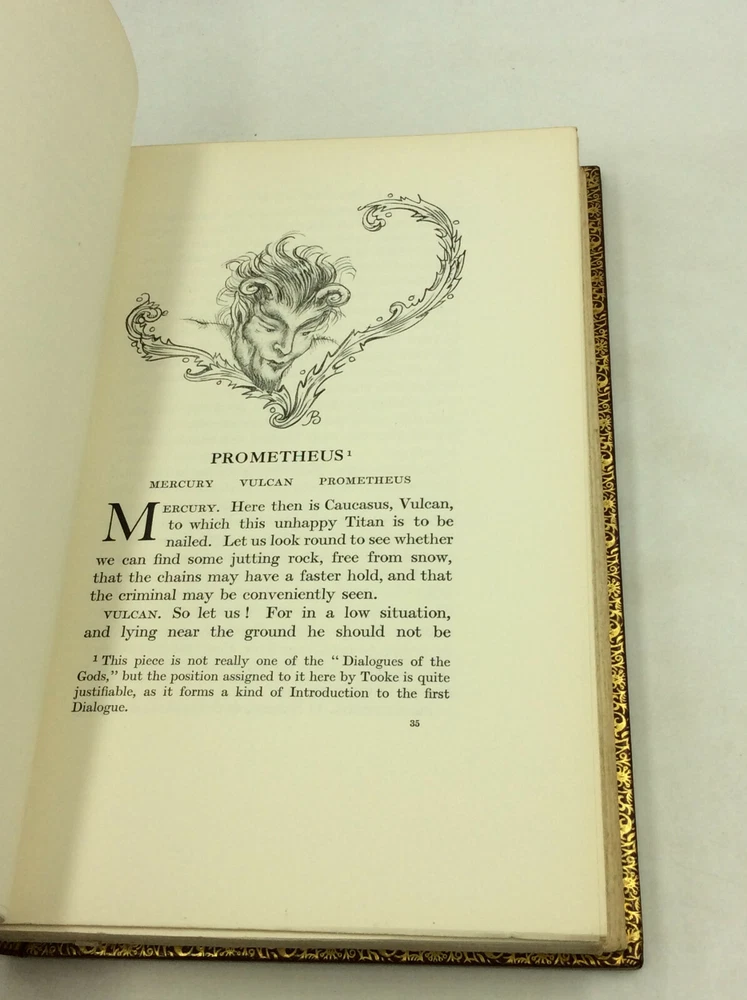 B
PROMETHEUS¹
MERCURY VULCAN PROMETHEUS
MERCURY. Here then is Caucasus, Vulcan,
to which this unhappy Titan is to be
nailed. Let us look round to see whether
we can find some jutting rock, free from snow,
that the chains may have a faster hold, and that
the criminal may be conveniently seen.
VULCAN. So let us ! For in a low situation,
and lying near the ground he should not be
¹ This piece is not really one of the “ Dialogues of the
Gods,” but the position assigned to it here by Tooke is quite
justifiable, as it forms a kind of Introduction to the first
Dialogue.
35